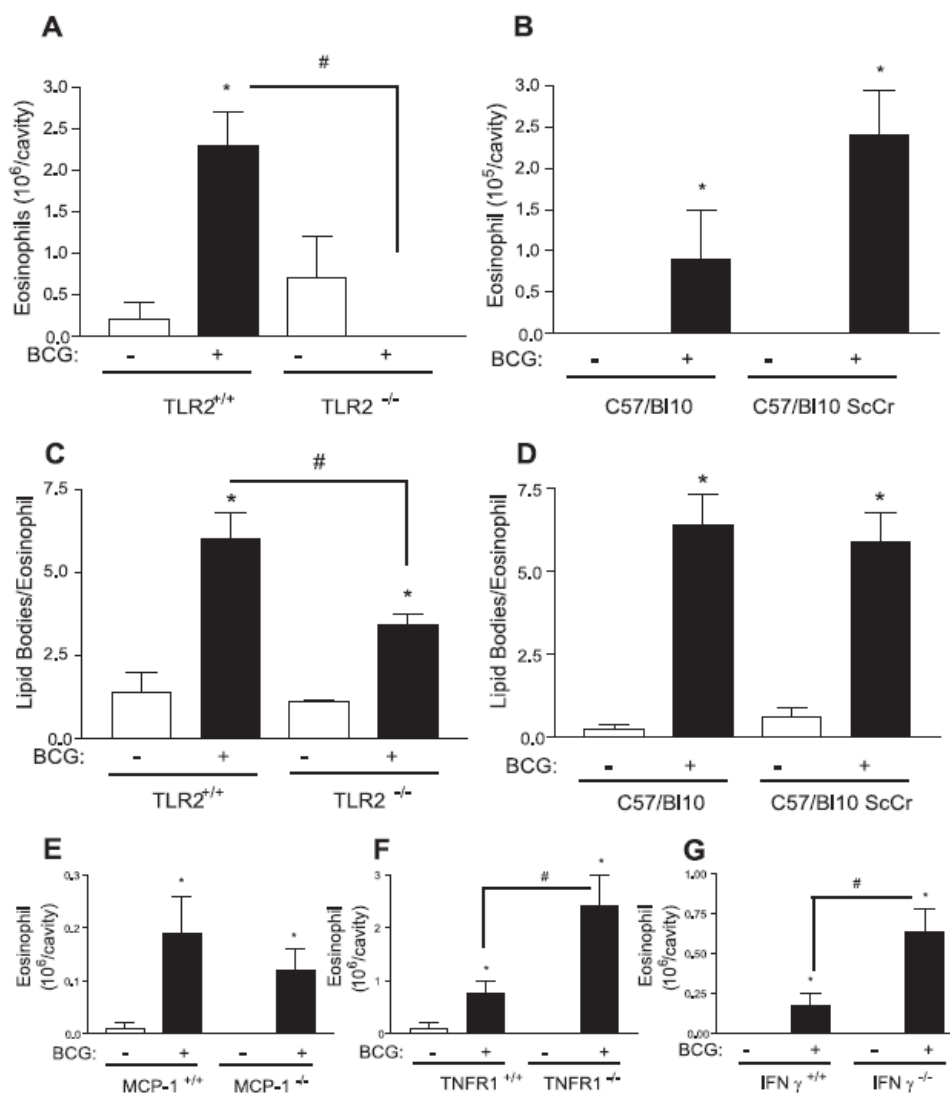 A
#
*
Eosinphils (10⁶/cavity)
3.0
2.5
2.0
1.5
1.0
0.5
0.0
BCG: - + - +
TLR2+/+ TLR2 -/-
B
*
*
Eosinophil (10⁵/cavity)
3.0
2.5
2.0
1.5
1.0
0.5
0.0
BCG: - + - +
C57/Bl10 C57/Bl10 ScCr
C
#
*
*
Lipid Bodies/Eosinophil
7.5
5.0
2.5
0.0
BCG: - + - +
TLR2+/+ TLR2 -/-
D
*
*
Lipid Bodies/Eosinophil
7.5
5.0
2.5
0.0
BCG: - + - +
C57/Bl10 C57/Bl10 ScCr
E
*
*
Eosinophil
(10⁶/cavity)
0.3
0.2
0.1
0.0
BCG: - + - +
MCP-1 +/+ MCP-1 -/-
F
#
*
*
Eosinophil
(10⁶/cavity)
3
2
1
0
BCG: - + - +
TNFR1 +/+ TNFR1 -/-
G
#
*
*
Eosinophil
(10⁶/cavity)
1.00
0.75
0.50
0.25
0.00
BCG: - + - +
IFN γ +/+ IFN γ -/-